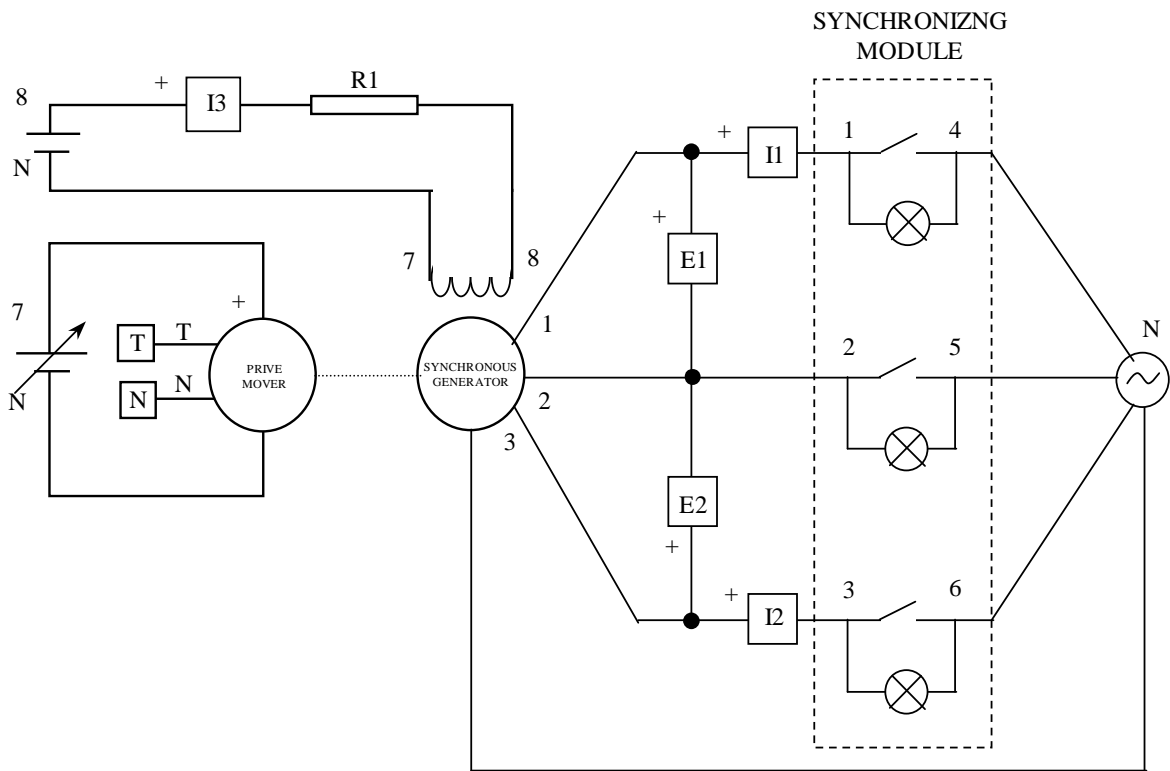 SYNCHRONIZNG
MODULE
8
+
I3
R1
N
7
8
+
1
I1
1
4
+
E1
7
N
T
T
N
N
+
PRIVE
MOVER
SYNCHRONOUS
GENERATOR
2
3
2
5
N
E2
+
+
I2
3
6